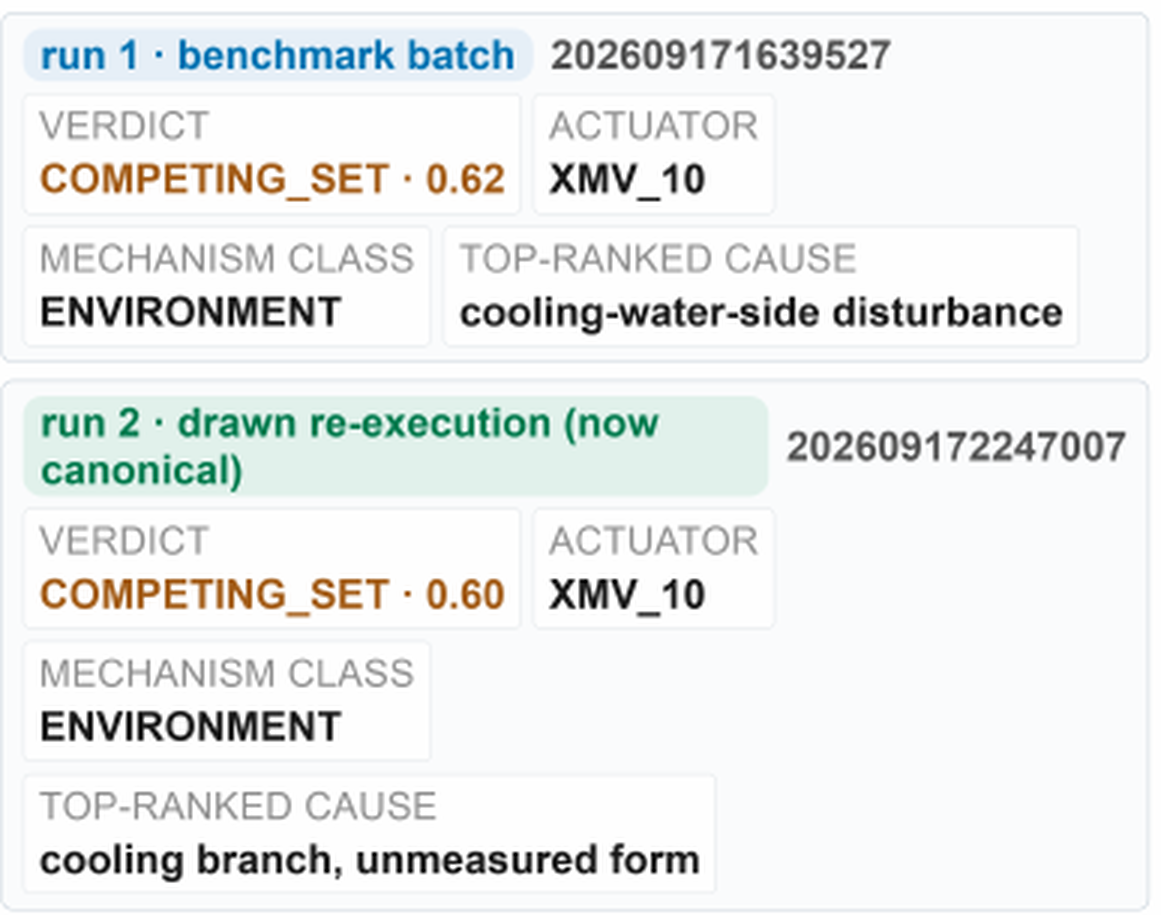 run 1 · benchmark batch 202609171639527
VERDICT ACTUATOR
COMPETING_SET · 0.62 XMV_10
MECHANISM CLASS TOP-RANKED CAUSE
ENVIRONMENT cooling-water-side disturbance
run 2 · drawn re-execution (now
canonical) 202609172247007
VERDICT ACTUATOR
COMPETING_SET · 0.60 XMV_10
MECHANISM CLASS
ENVIRONMENT
TOP-RANKED CAUSE
cooling branch, unmeasured form